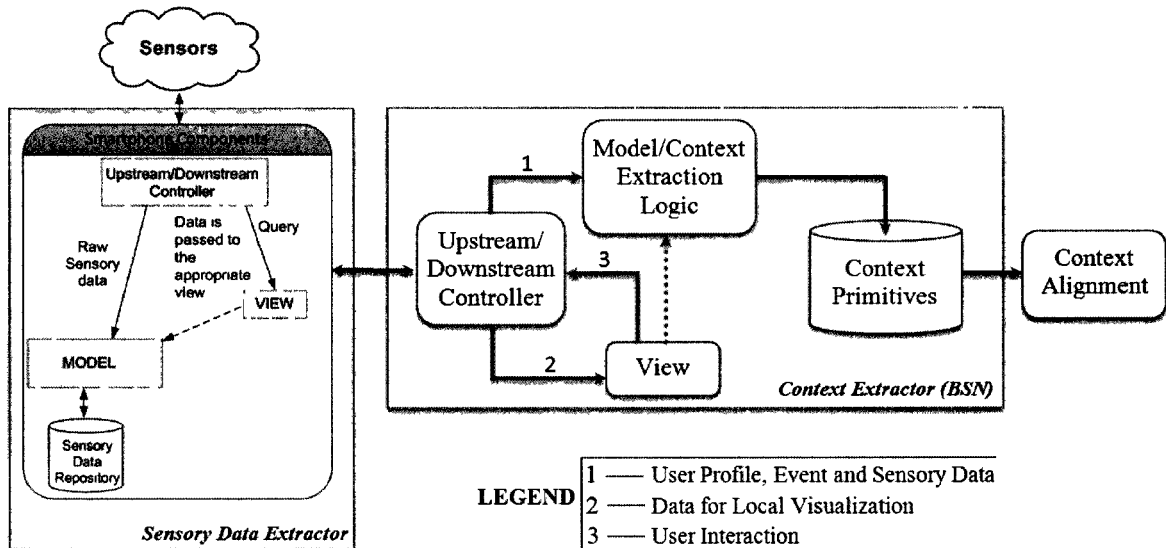 Sensors
Smartphone Components
Upstream/Downstream
Controller
Raw
Sensory
data
Data is
passed to
the
appropriate
view
Query
VIEW
MODEL
Sensory
Data
Repository
Sensory Data Extractor
1
Model/Context
Extraction
Logic
Upstream/
Downstream
Controller
3
2
View
Context
Primitives
Context Extractor (BSN)
Context
Alignment
LEGEND
1 — User Profile, Event and Sensory Data
2 — Data for Local Visualization
3 — User Interaction